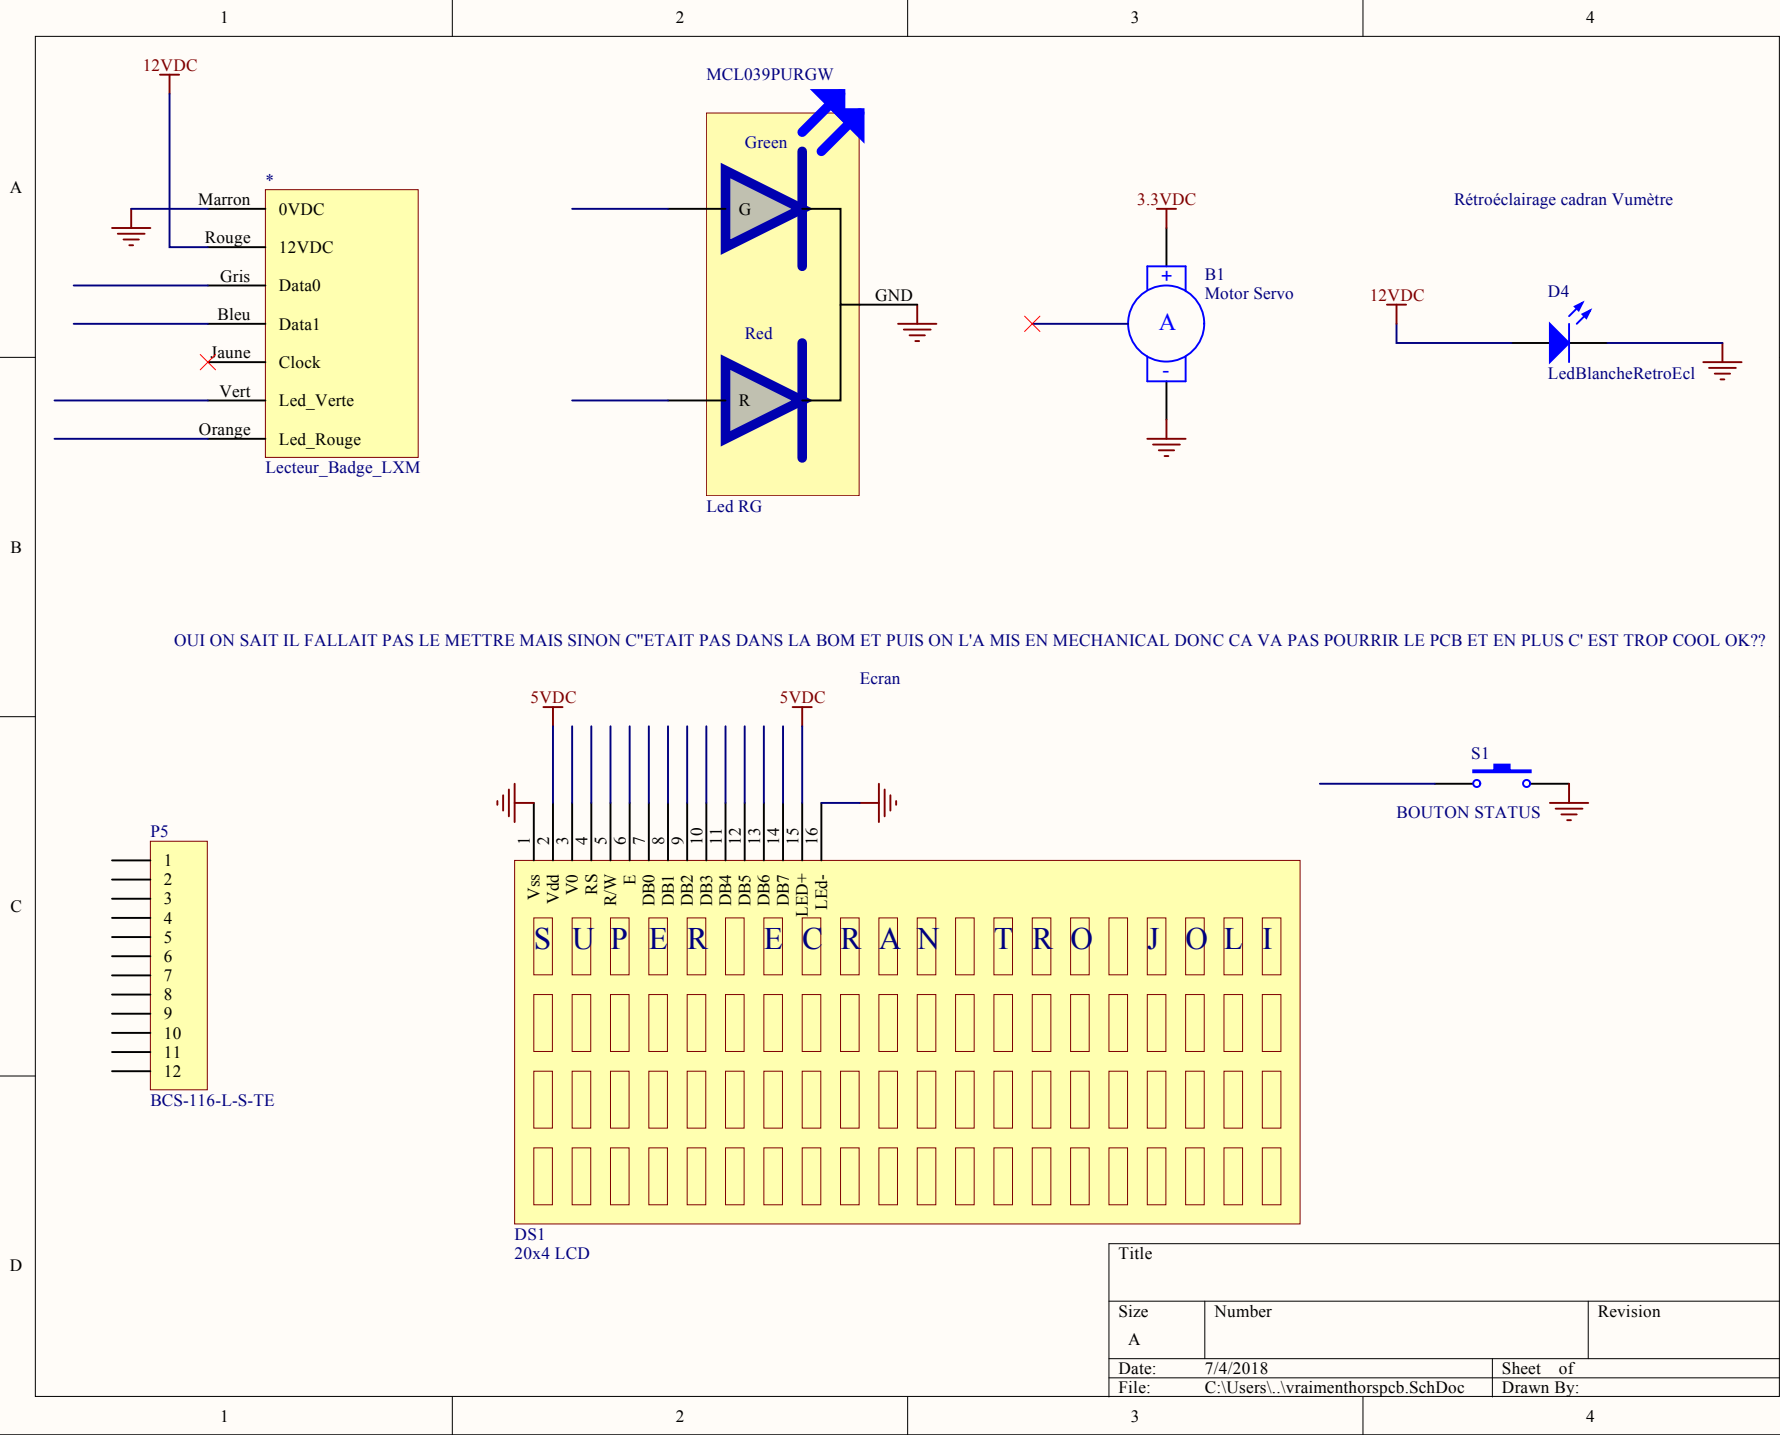 1 2 3 4
12VDC
MCL039PURGW
Green
G
Red
R
GND
Led RG
A
*
Marron 0VDC
Rouge 12VDC
Gris Data0
Bleu Data1
Jaune Clock
Vert Led_Verte
Orange Led_Rouge
Lecteur_Badge_LXM
3.3VDC
+
A
-
B1
Motor Servo
Rétroéclairage cadran Vumètre
12VDC
D4
LedBlancheRetroEcl
B
OUI ON SAIT IL FALLAIT PAS LE METTRE MAIS SINON C"ETAIT PAS DANS LA BOM ET PUIS ON L'A MIS EN MECHANICAL DONC CA VA PAS POURRIR LE PCB ET EN PLUS C' EST TROP COOL OK??
Ecran
5VDC 5VDC
1 2 3 4 5 6 7 8 9 10 11 12 13 14 15 16
Vss Vdd V0 RS R/W E DB0 DB1 DB2 DB3 DB4 DB5 DB6 DB7 LED+ LEd-
S U P E R E C R A N T R O J O L I
DS1
20x4 LCD
S1
BOUTON STATUS
C
P5
1
2
3
4
5
6
7
8
9
10
11
12
BCS-116-L-S-TE
D
Title
Size Number Revision
A
Date: 7/4/2018 Sheet of
File: C:\Users\..\vraimenthorspcb.SchDoc Drawn By:
1 2 3 4